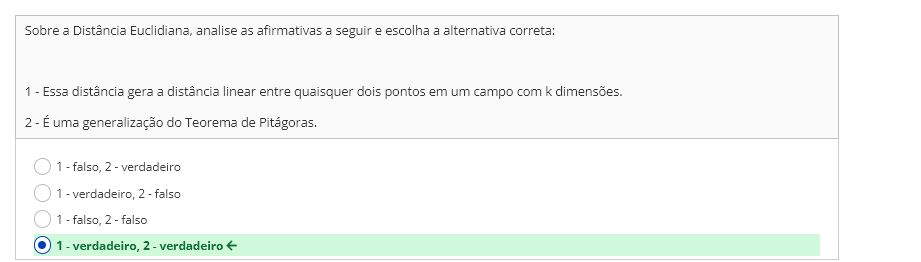 Sobre a Distância Euclidiana, analise as afirmativas a seguir e escolha a alternativa correta:
1 - Essa distância gera a distância linear entre quaisquer dois pontos em um campo com k dimensões.
2 - É uma generalização do Teorema de Pitágoras.
1 - falso, 2 - verdadeiro
1 - verdadeiro, 2 - falso
1 - falso, 2 - falso
1 - verdadeiro, 2 - verdadeiro ←